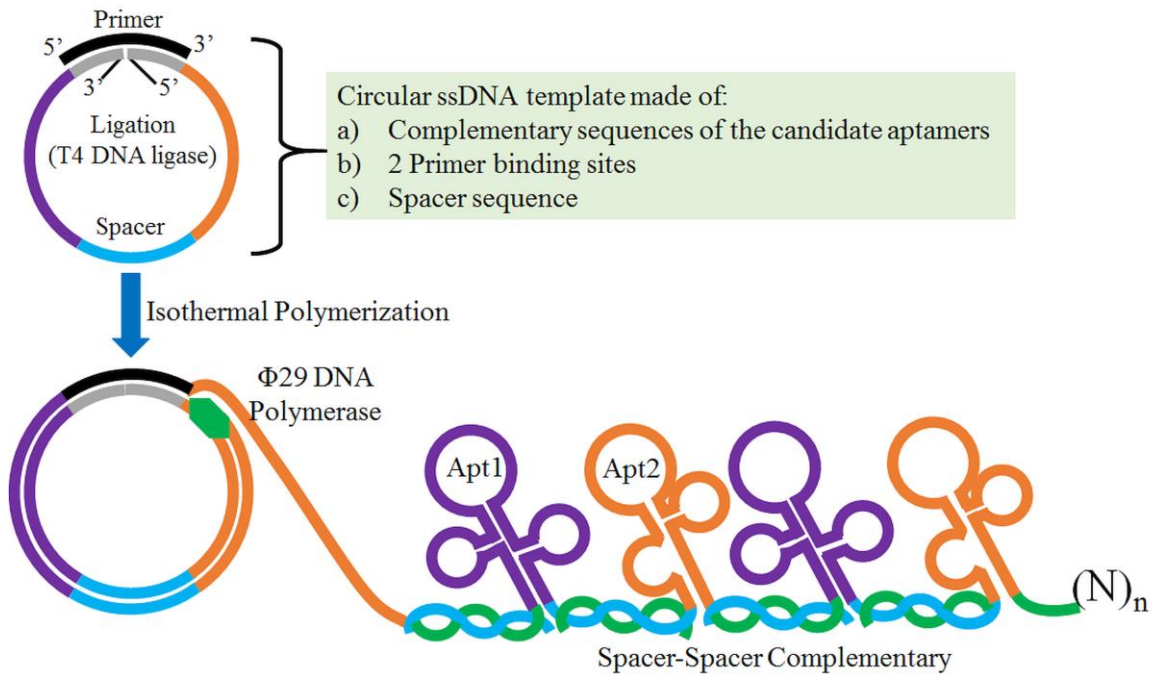 Primer
5’ 3’
3’ 5’
Ligation
(T4 DNA ligase)
Spacer
Circular ssDNA template made of:
a) Complementary sequences of the candidate aptamers
b) 2 Primer binding sites
c) Spacer sequence
Isothermal Polymerization
Φ29 DNA
Polymerase
Apt1 Apt2
(N)n
Spacer-Spacer Complementary